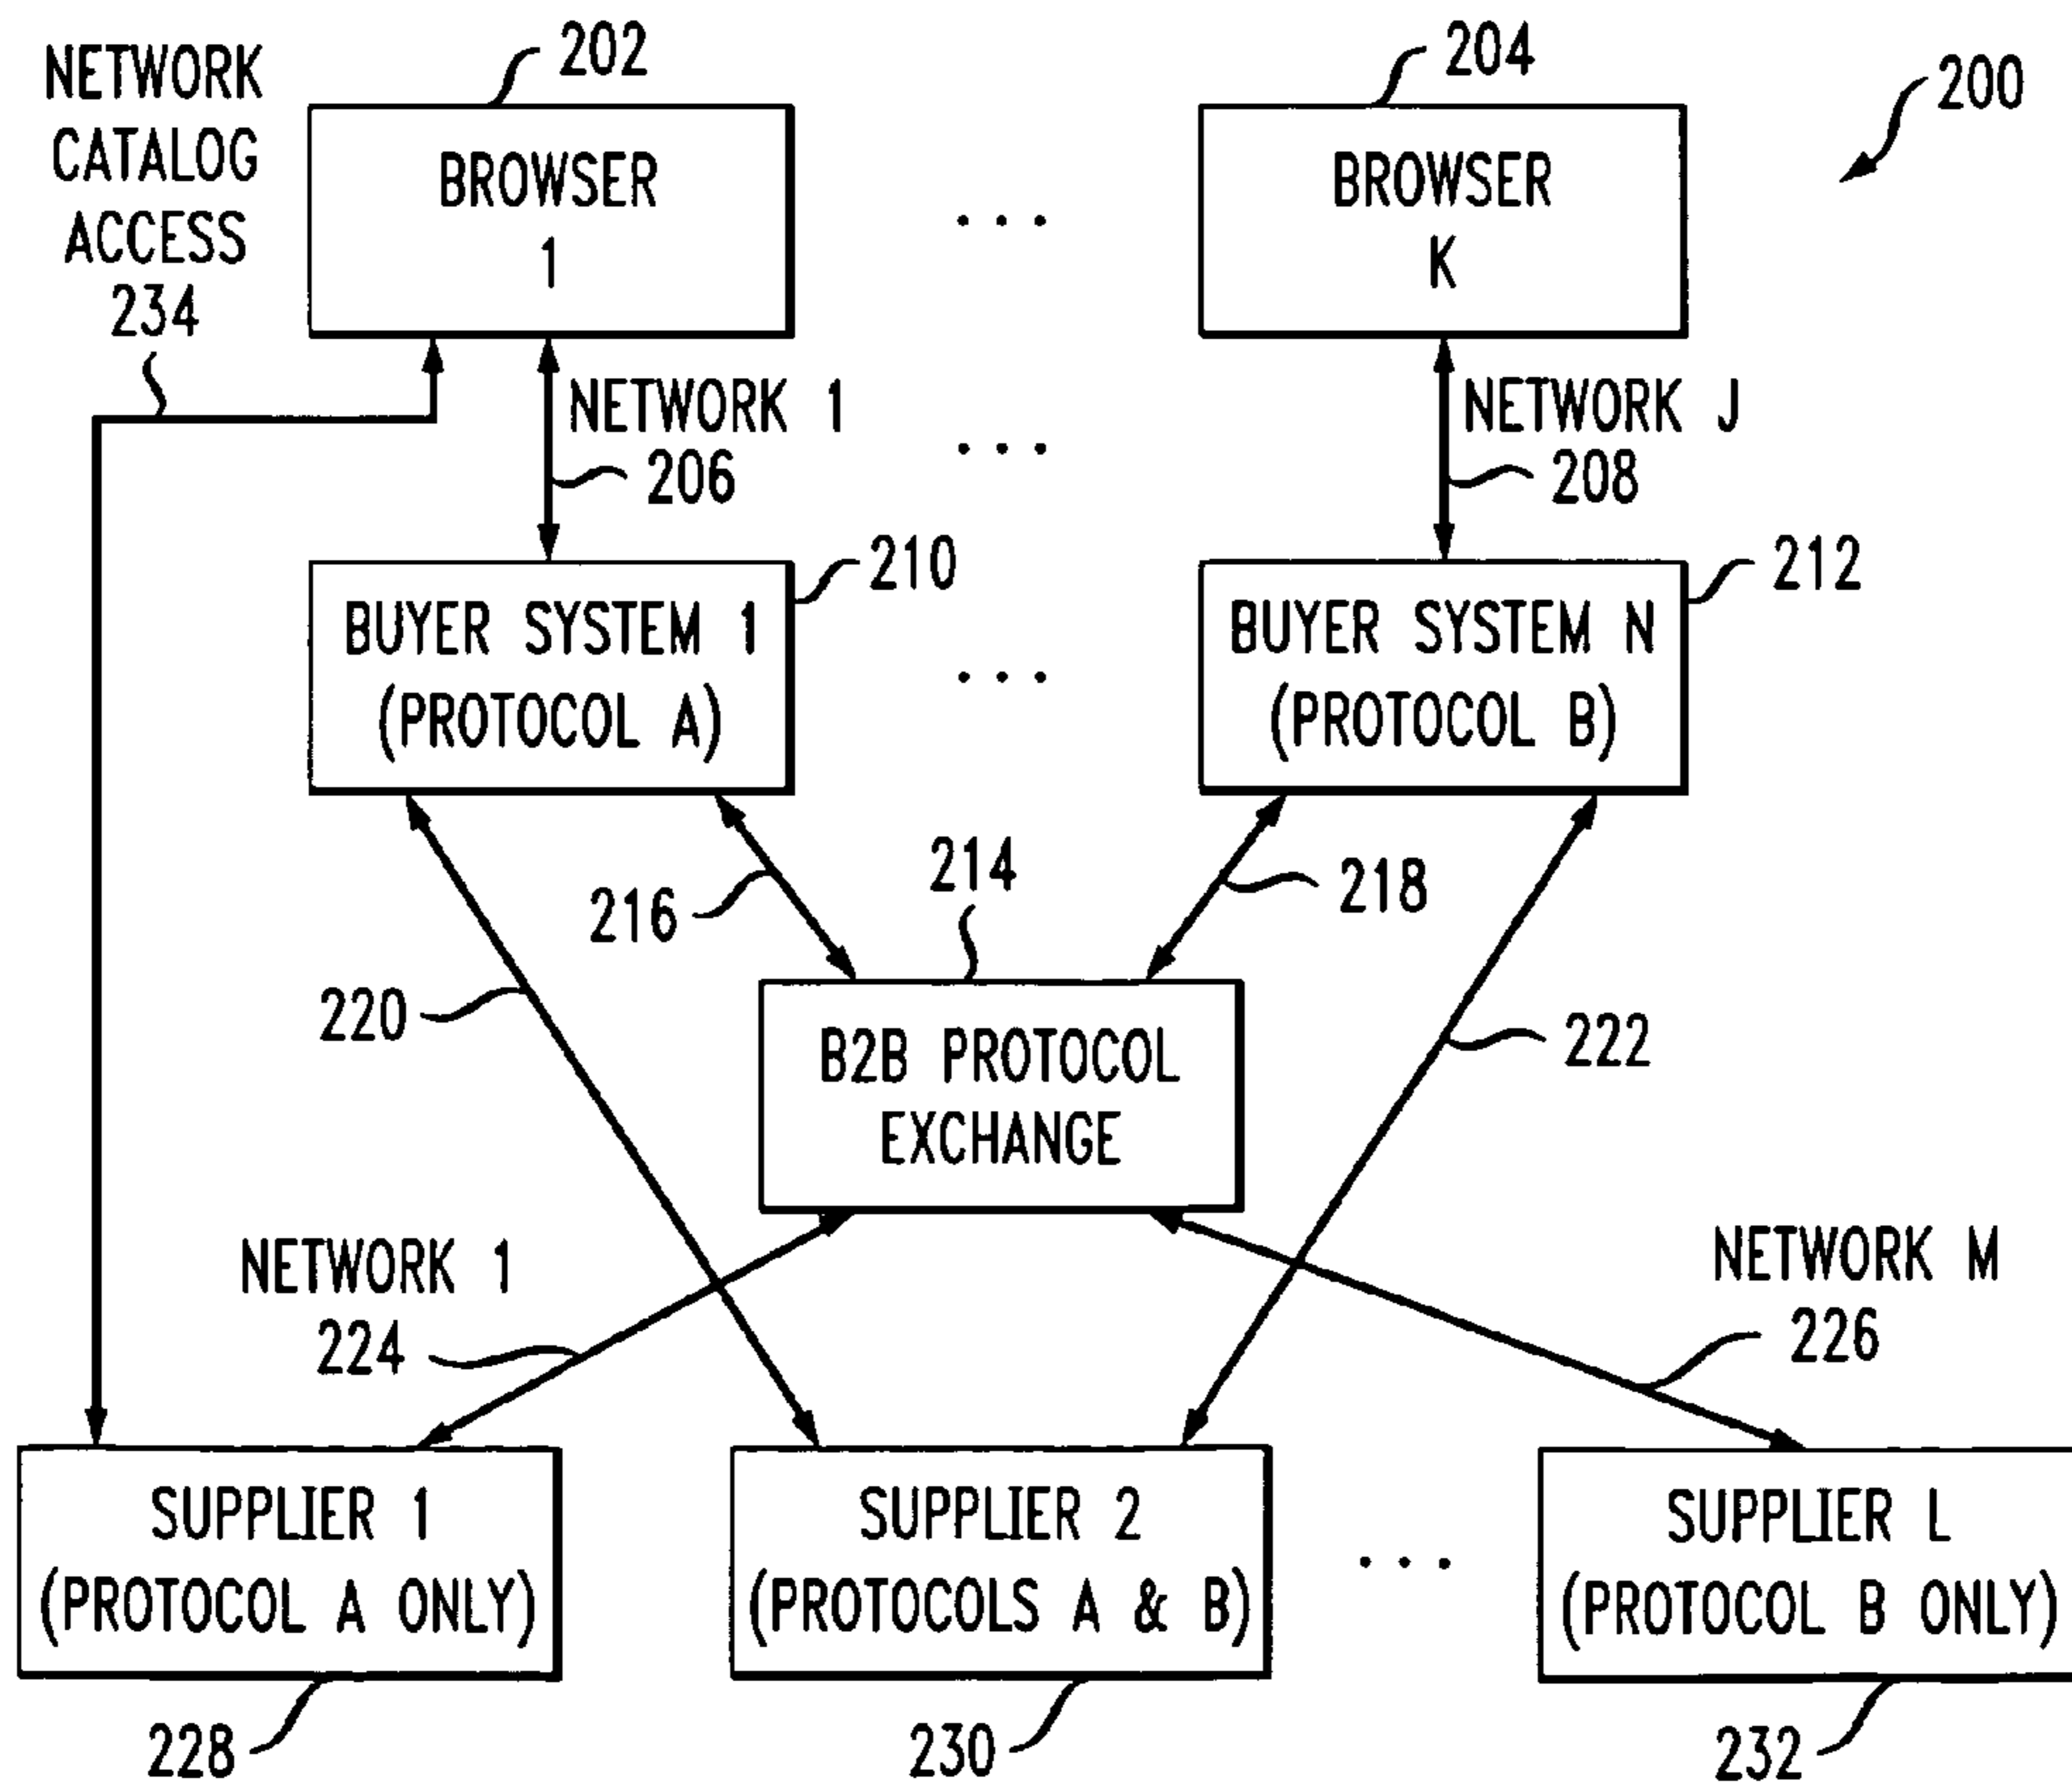 NETWORK
CATALOG
ACCESS
234
202
204
200
BROWSER
1
. . .
BROWSER
K
NETWORK 1
206
. . .
NETWORK J
208
210
212
BUYER SYSTEM 1
(PROTOCOL A)
. . .
BUYER SYSTEM N
(PROTOCOL B)
214
216
218
220
222
B2B PROTOCOL
EXCHANGE
NETWORK 1
224
NETWORK M
226
SUPPLIER 1
(PROTOCOL A ONLY)
SUPPLIER 2
(PROTOCOLS A & B)
. . .
SUPPLIER L
(PROTOCOL B ONLY)
228
230
232